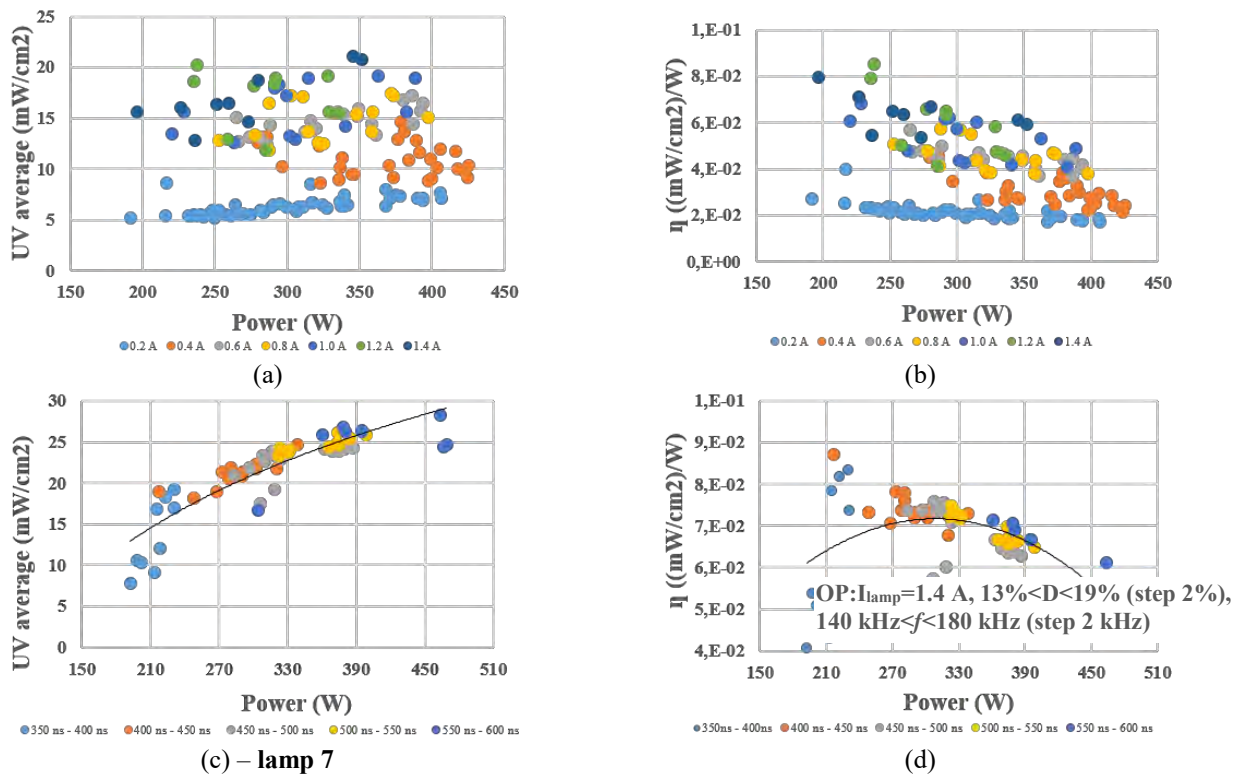 UV average (mW/cm2)
25
20
15
10
5
0
150 200 250 300 350 400 450
Power (W)
0.2 A 0.4 A 0.6 A 0.8 A 1.0 A 1.2 A 1.4 A
(a)
η ((mW/cm2)/W)
1,E-01
8,E-02
6,E-02
4,E-02
2,E-02
0,E+00
150 200 250 300 350 400 450
Power (W)
0.2 A 0.4 A 0.6 A 0.8 A 1.0 A 1.2 A 1.4 A
(b)
UV average (mW/cm2)
30
25
20
15
10
5
0
150 210 270 330 390 450 510
Power (W)
350 ns - 400 ns 400 ns - 450 ns 450 ns - 500 ns 500 ns - 550 ns 550 ns - 600 ns
(c) – lamp 7
η ((mW/cm2)/W)
1,E-01
9,E-02
8,E-02
7,E-02
6,E-02
5,E-02
4,E-02
OP:Ilamp=1.4 A, 13%<D<19% (step 2%),
140 kHz<f<180 kHz (step 2 kHz)
150 210 270 330 390 450 510
Power (W)
350ns - 400ns 400 ns - 450 ns 450 ns - 500 ns 500 ns - 550 ns 550 ns - 600 ns
(d)